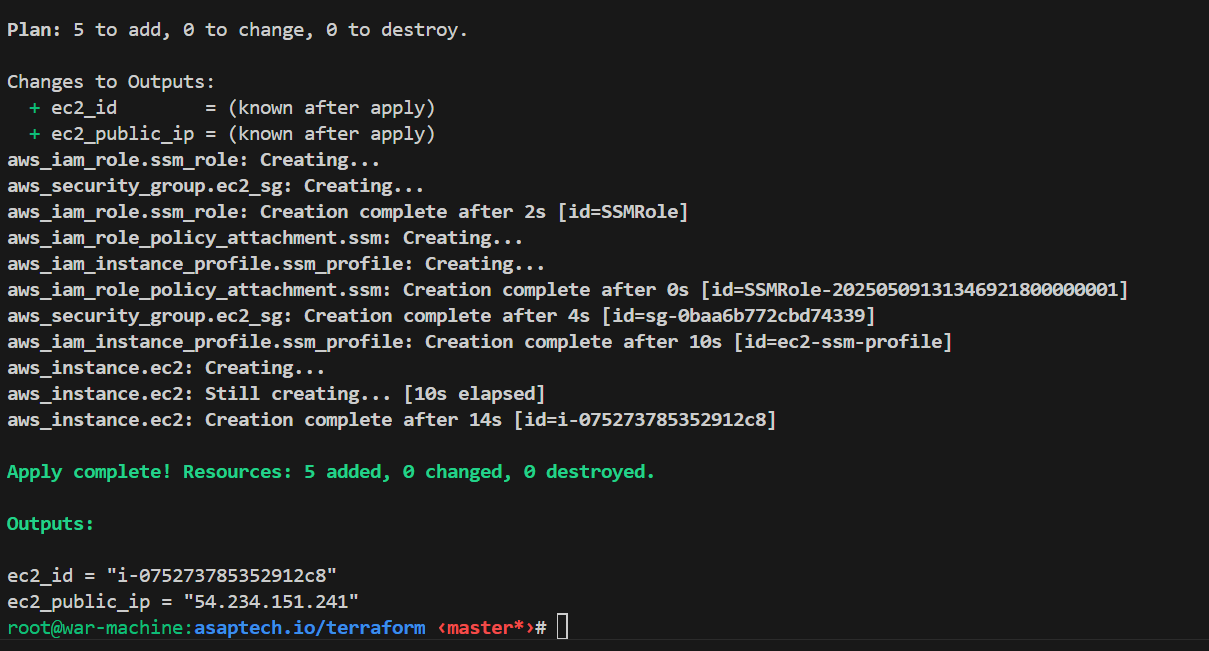 Plan: 5 to add, 0 to change, 0 to destroy.
Changes to Outputs:
+ ec2_id = (known after apply)
+ ec2_public_ip = (known after apply)
aws_iam_role.ssm_role: Creating...
aws_security_group.ec2_sg: Creating...
aws_iam_role.ssm_role: Creation complete after 2s [id=SSMRole]
aws_iam_role_policy_attachment.ssm: Creating...
aws_iam_instance_profile.ssm_profile: Creating...
aws_iam_role_policy_attachment.ssm: Creation complete after 0s [id=SSMRole-20250509131346921800000001]
aws_security_group.ec2_sg: Creation complete after 4s [id=sg-0baa6b772cbd74339]
aws_iam_instance_profile.ssm_profile: Creation complete after 10s [id=ec2-ssm-profile]
aws_instance.ec2: Creating...
aws_instance.ec2: Still creating... [10s elapsed]
aws_instance.ec2: Creation complete after 14s [id=i-075273785352912c8]
Apply complete! Resources: 5 added, 0 changed, 0 destroyed.
Outputs:
ec2_id = "i-075273785352912c8"
ec2_public_ip = "54.234.151.241"
root@war-machine:asaptech.io/terraform ‹master*›#